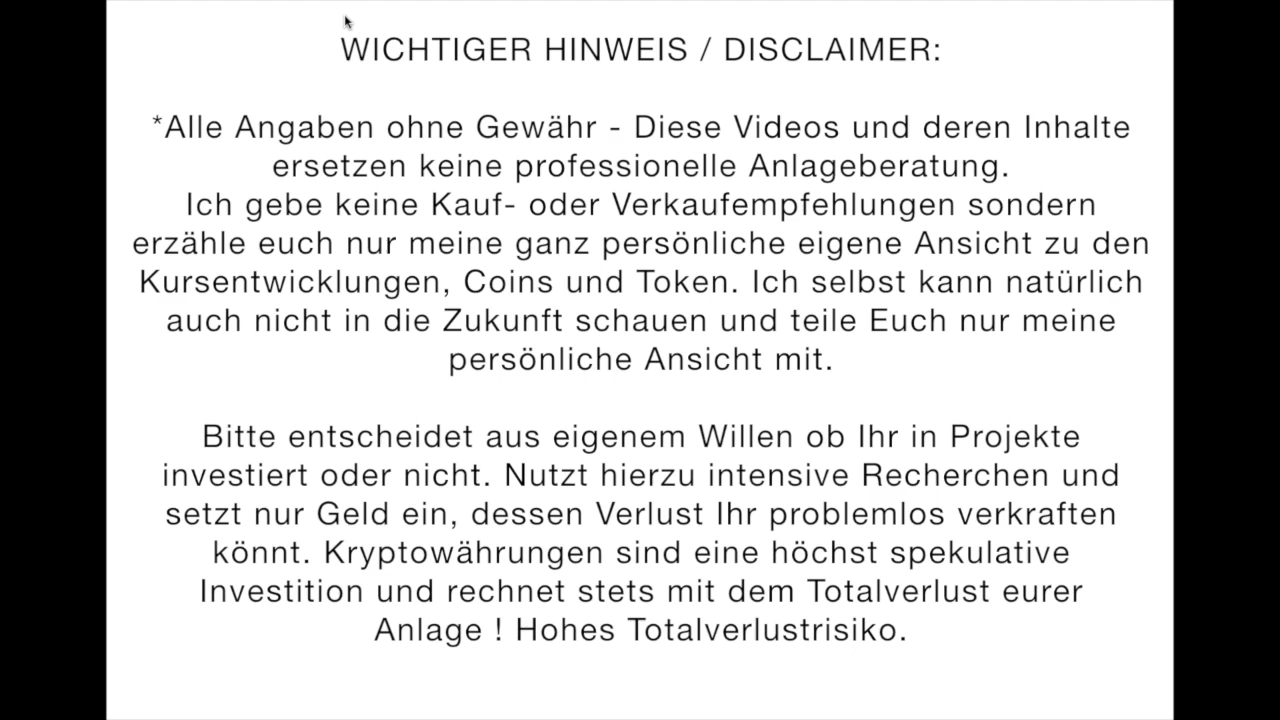 WICHTIGER HINWEIS / DISCLAIMER:
*Alle Angaben ohne Gewähr - Diese Videos und deren Inhalte
ersetzen keine professionelle Anlageberatung.
Ich gebe keine Kauf- oder Verkaufempfehlungen sondern
erzähle euch nur meine ganz persönliche eigene Ansicht zu den
Kursentwicklungen, Coins und Token. Ich selbst kann natürlich
auch nicht in die Zukunft schauen und teile Euch nur meine
persönliche Ansicht mit.
Bitte entscheidet aus eigenem Willen ob Ihr in Projekte
investiert oder nicht. Nutzt hierzu intensive Recherchen und
setzt nur Geld ein, dessen Verlust Ihr problemlos verkraften
könnt. Kryptowährungen sind eine höchst spekulative
Investition und rechnet stets mit dem Totalverlust eurer
Anlage ! Hohes Totalverlustrisiko.